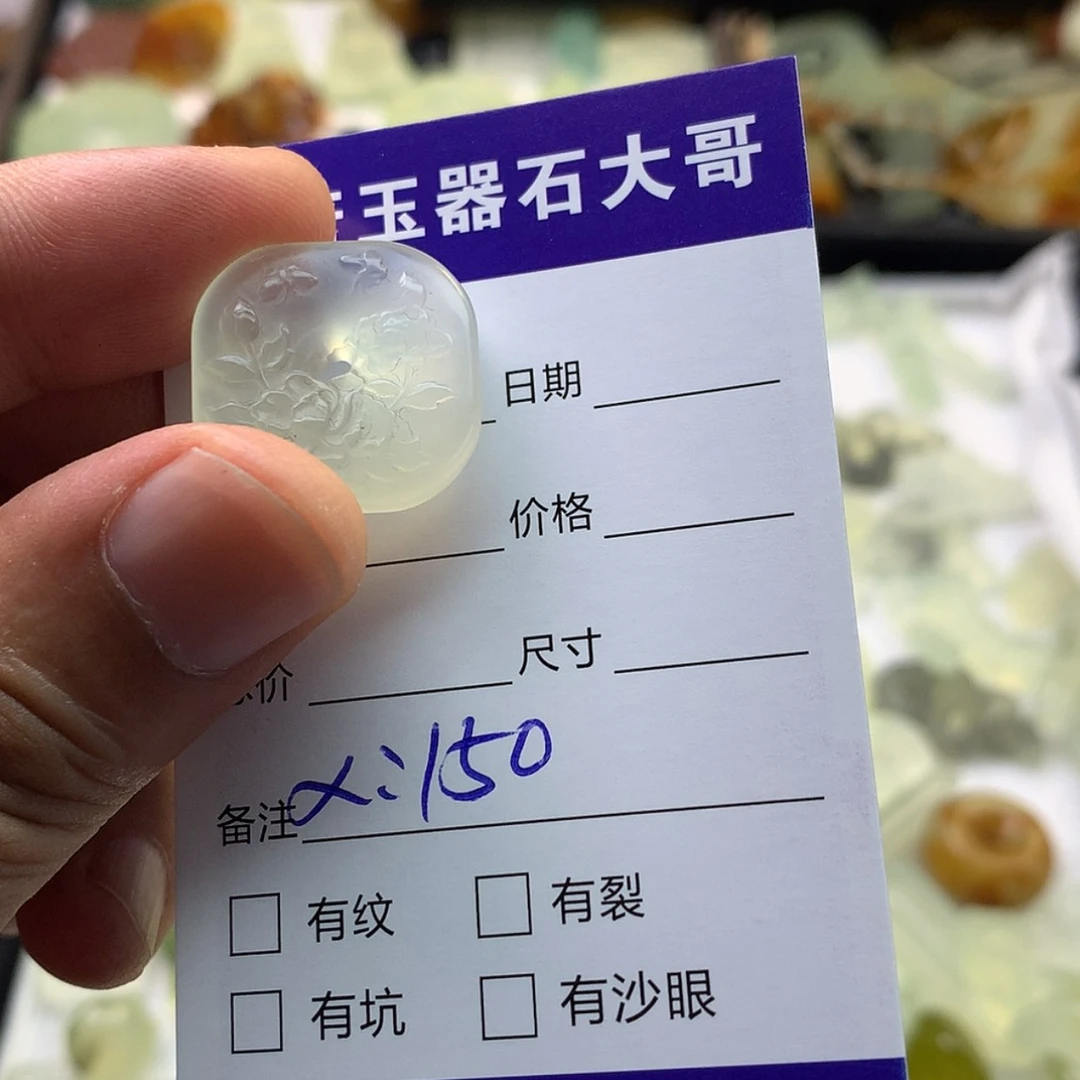 玉器石大哥
日期
价格
价 尺寸
备注 x:150
有纹 有裂
有坑 有沙眼